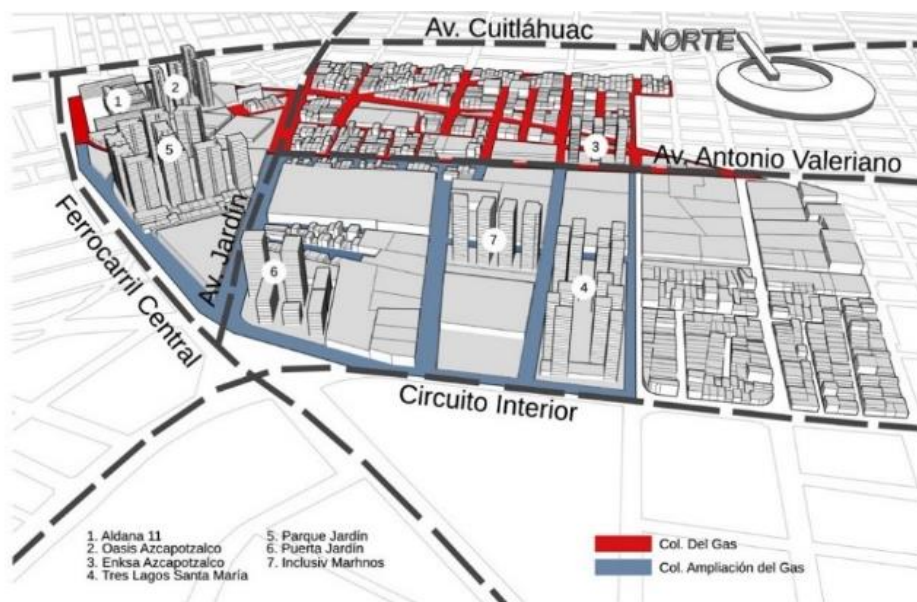 Av. Cuitláhuac
NORTE
1
2
3
5
Av. Antonio Valeriano
Ferrocarril Central
Av. Jardín
7
6
4
Circuito Interior
1. Aldana 11
2. Oasis Azcapotzalco
3. Enksa Azcapotzalco
4. Tres Lagos Santa María
5. Parque Jardín
6. Puerta Jardín
7. Inclusiv Marhnos
Col. Del Gas
Col. Ampliación del Gas